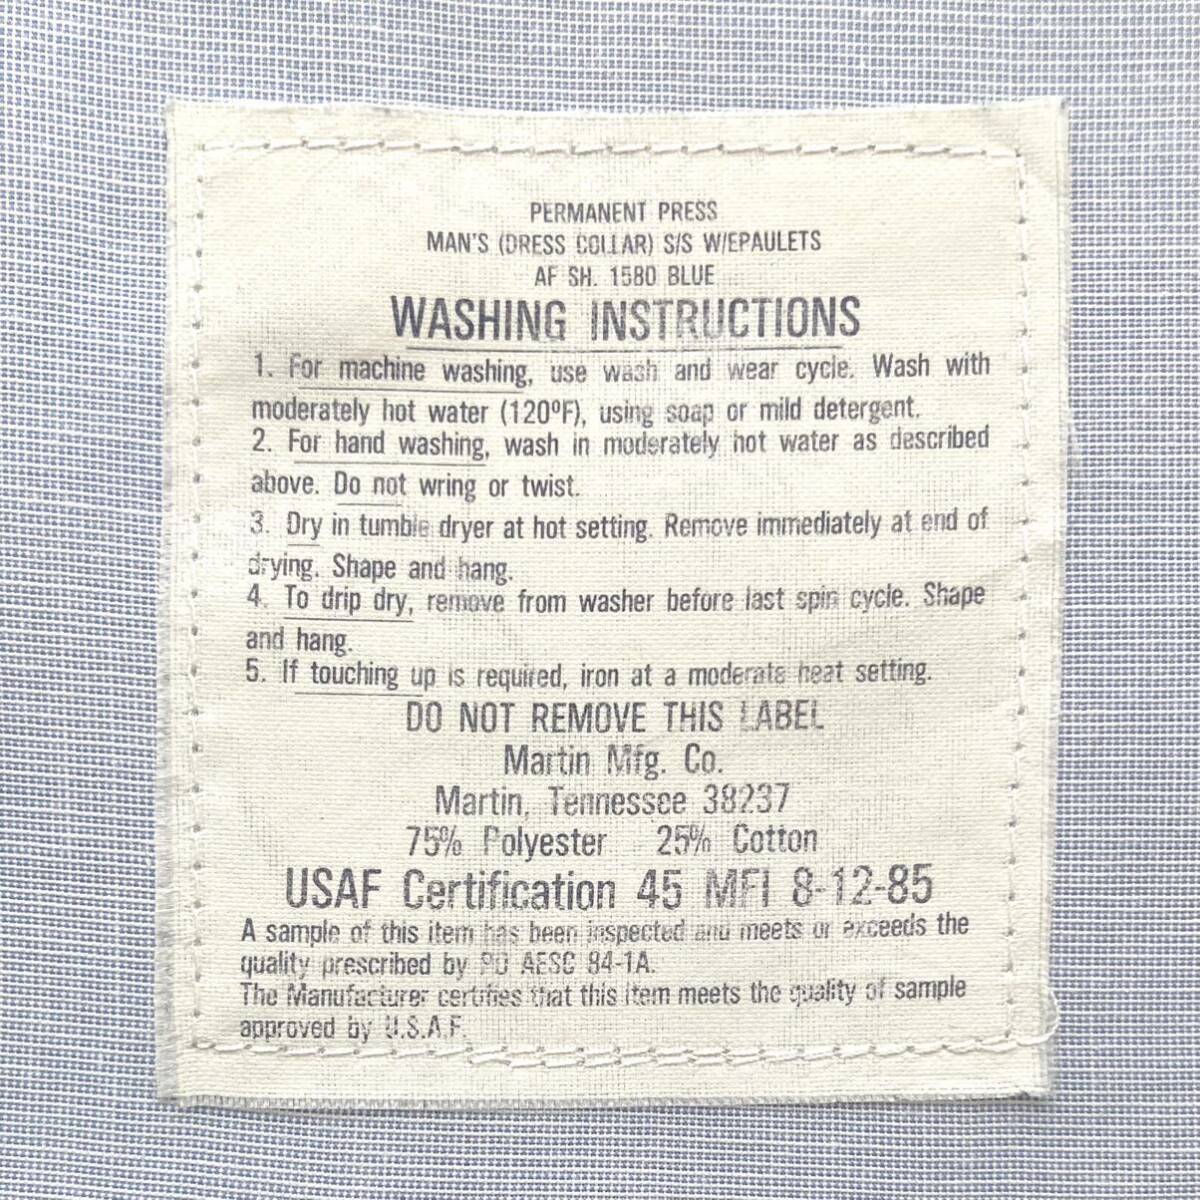 PERMANENT PRESS
MAN'S (DRESS COLLAR) S/S W/EPAULETS
AF SH. 1580 BLUE
WASHING INSTRUCTIONS
1. For machine washing, use wash and wear cycle. Wash with
moderately hot water (120ºF), using soap or mild detergent.
2. For hand washing, wash in moderately hot water as described
above. Do not wring or twist.
3. Dry in tumble dryer at hot setting. Remove immediately at end of
drying. Shape and hang.
4. To drip dry, remove from washer before last spin cycle. Shape
and hang.
5. If touching up is required, iron at a moderate heat setting.
DO NOT REMOVE THIS LABEL
Martin Mfg. Co.
Martin, Tennessee 38237
75% Polyester 25% Cotton
USAF Certification 45 MFI 8-12-85
A sample of this item has been inspected and meets or exceeds the
quality prescribed by PD AESC 84-1A.
The Manufacturer certifies that this item meets the quality of sample
approved by U.S.A.F.